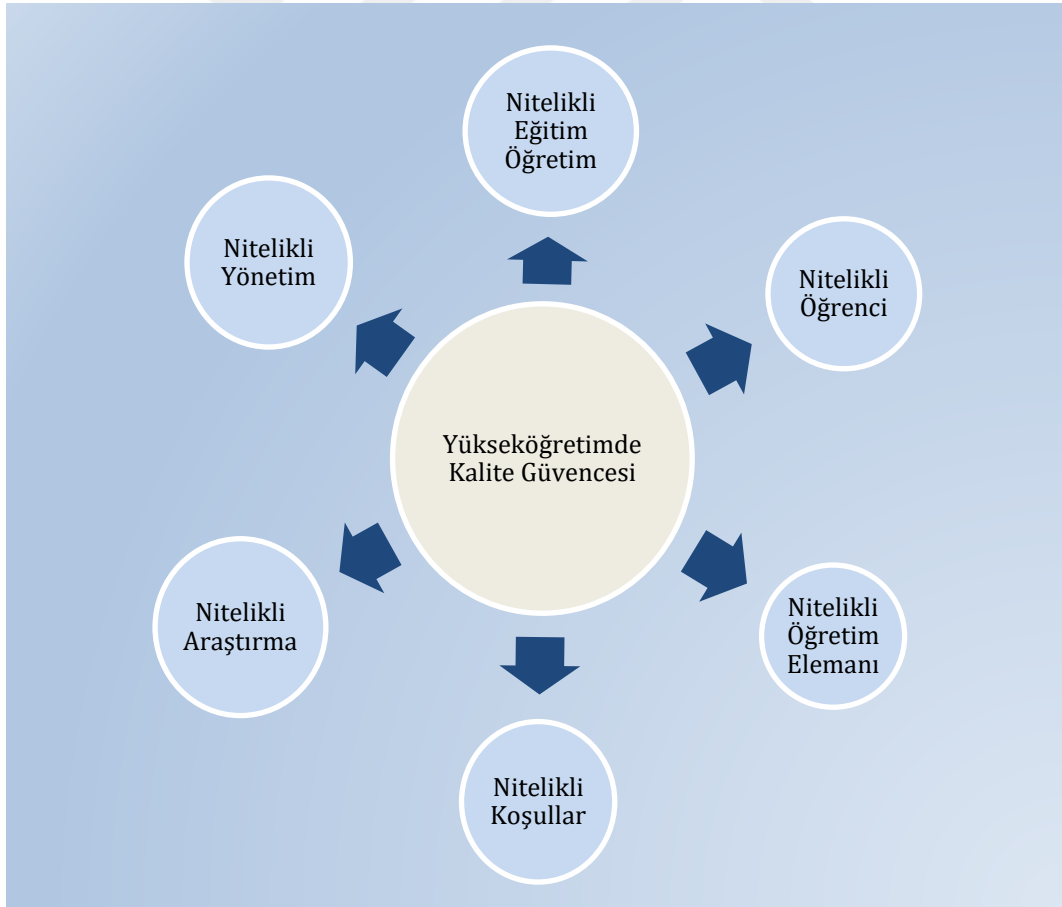 Nitelikli
Eğitim
Öğretim
Nitelikli
Yönetim
Nitelikli
Öğrenci
Yükseköğretimde
Kalite Güvencesi
Nitelikli
Araştırma
Nitelikli
Öğretim
Elemanı
Nitelikli
Koşullar